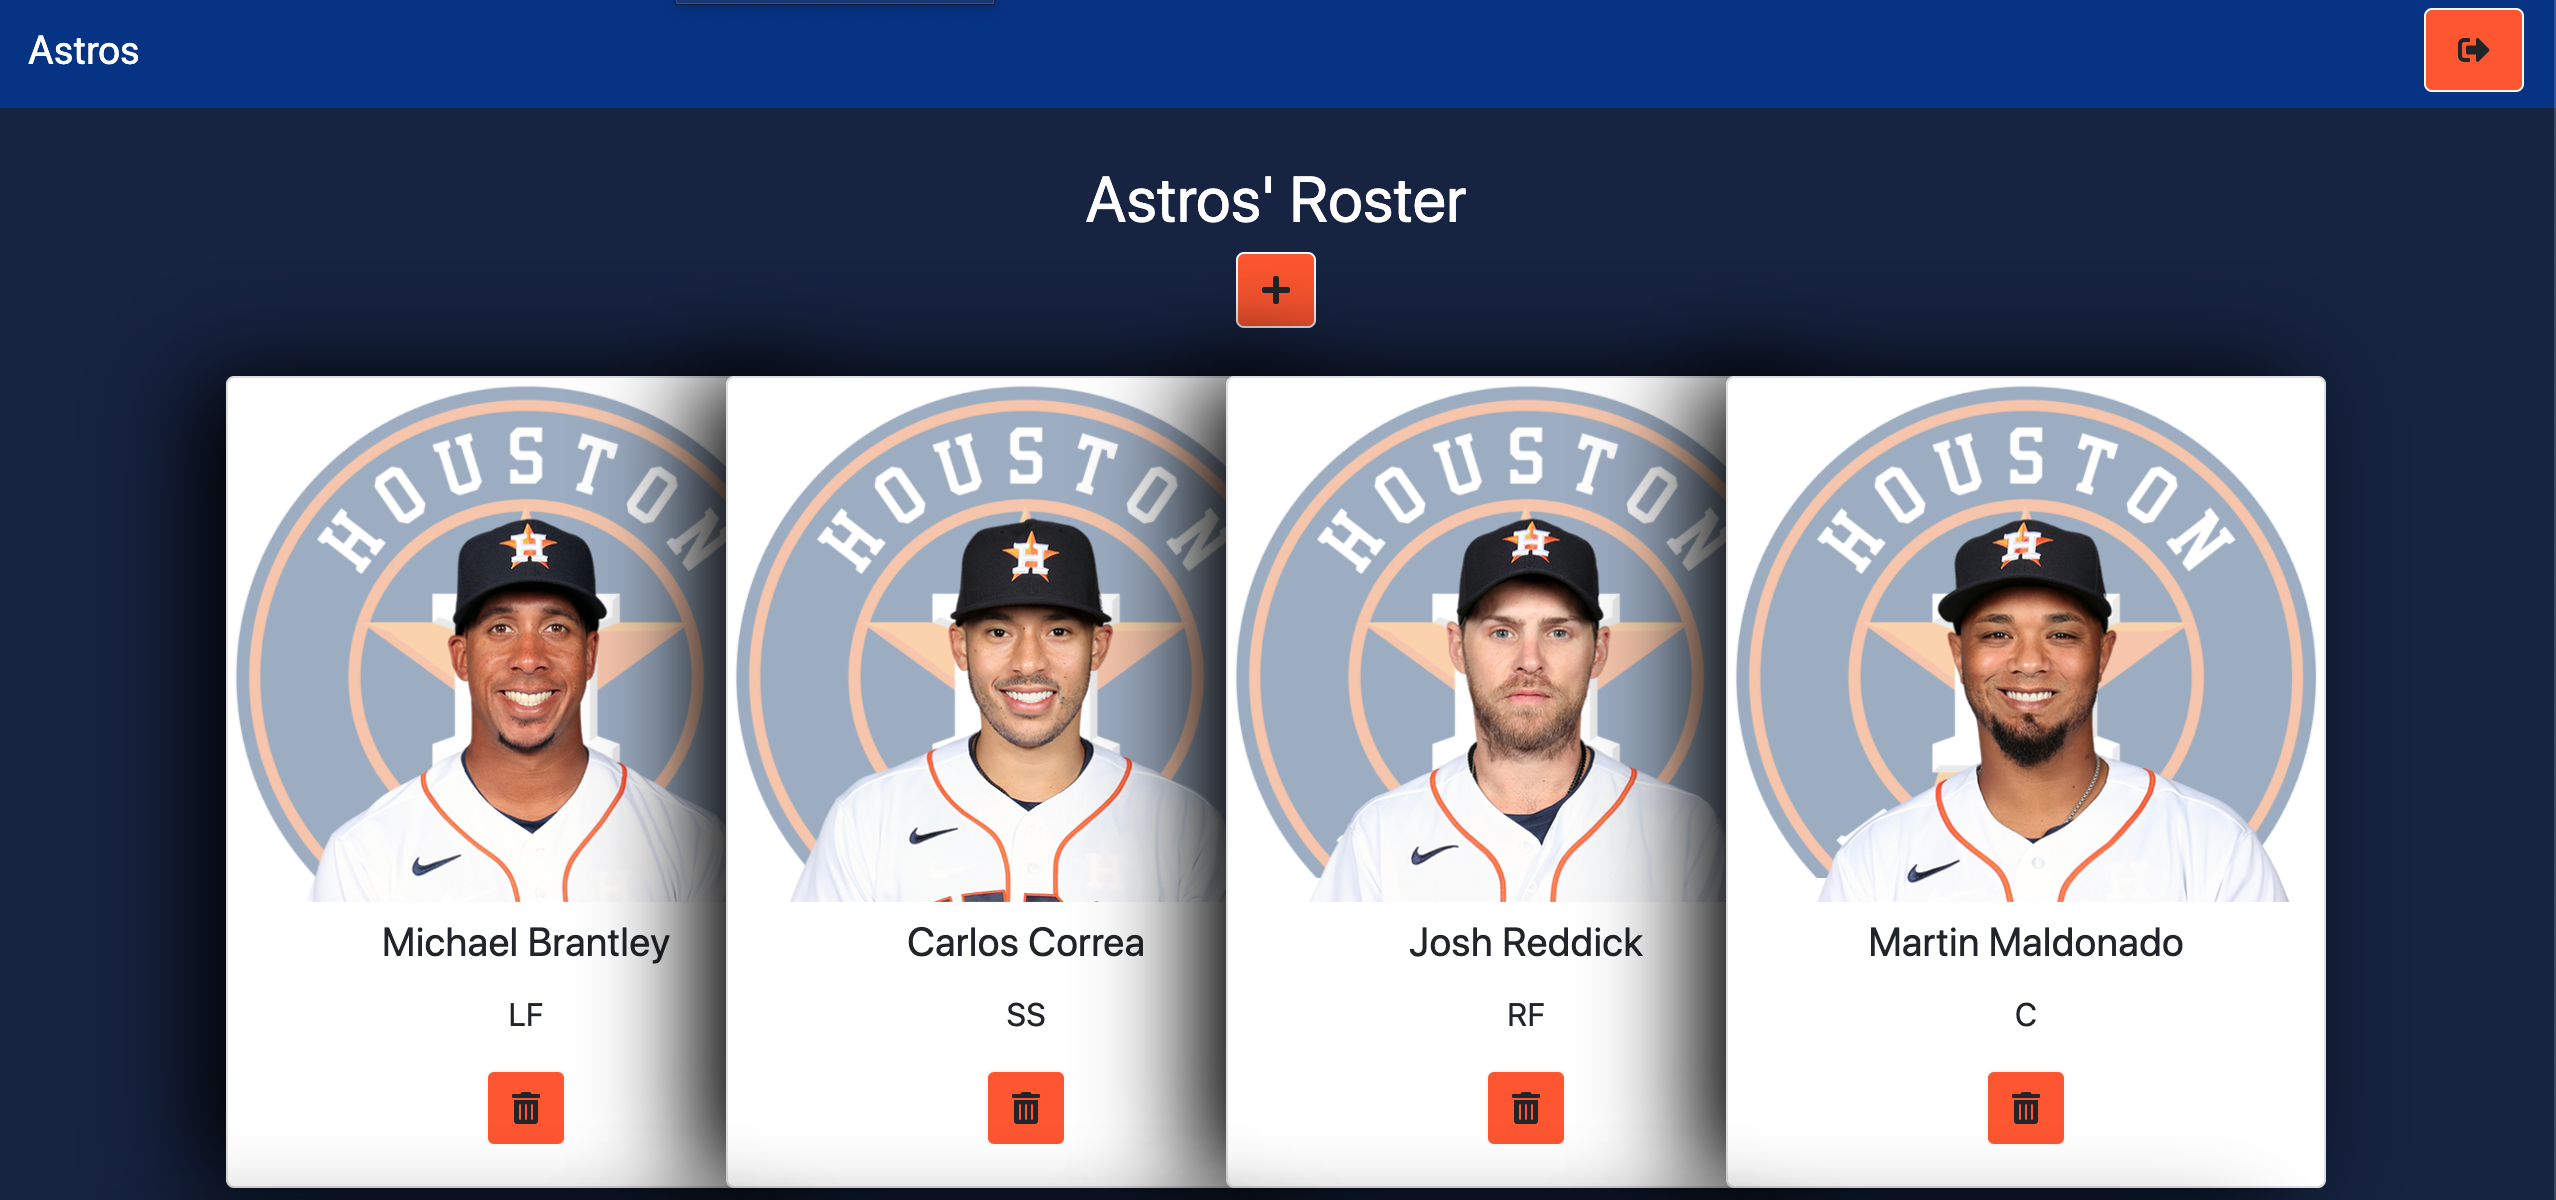 Astros
Astros' Roster
HOUSTON
HOUSTON
HOUSTON
HOUSTON
H
H
H
H
Michael Brantley
Carlos Correa
Josh Reddick
Martin Maldonado
LF
SS
RF
C